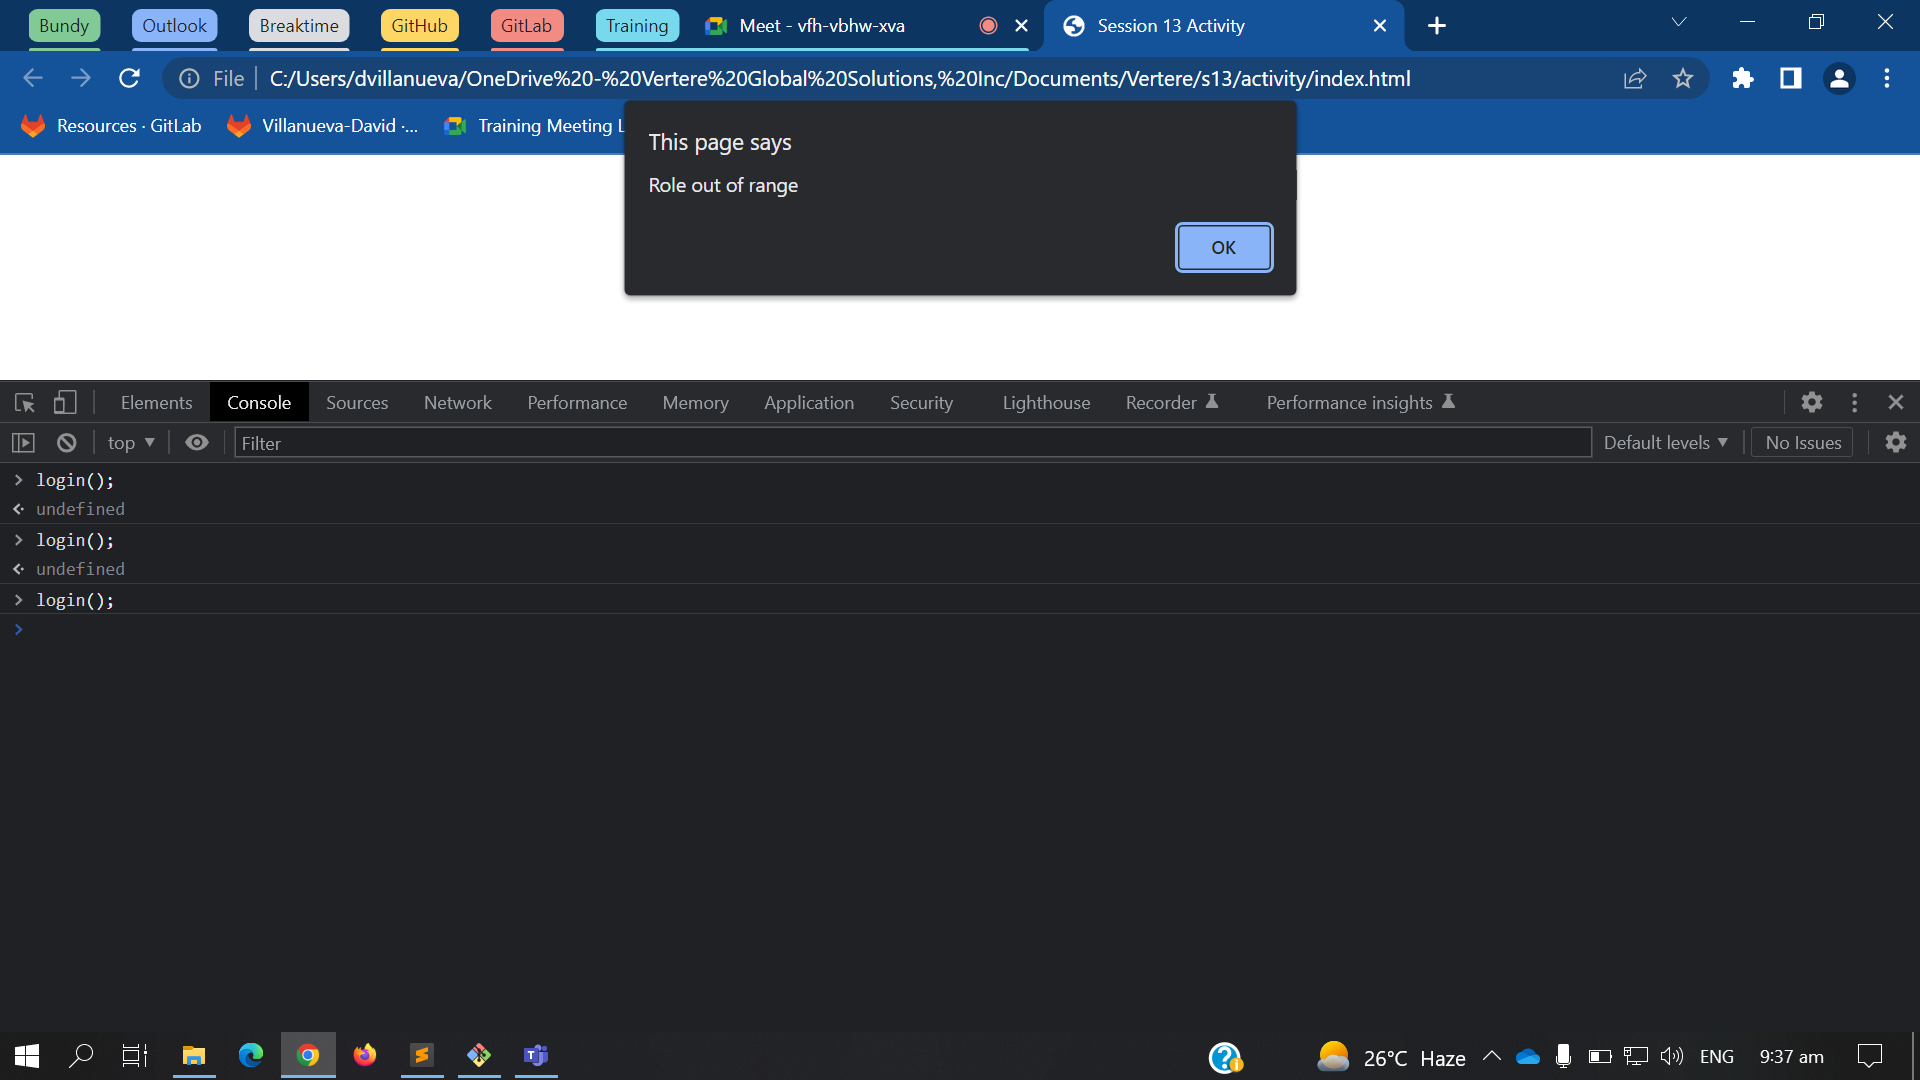 Bundy Outlook Breaktime GitHub GitLab Training Meet - vfh-vbhw-xva Session 13 Activity
File C:/Users/dvillanueva/OneDrive%20-%20Vertere%20Global%20Solutions,%20Inc/Documents/Vertere/s13/activity/index.html
Resources · GitLab Villanueva-David ·... Training Meeting L
This page says
Role out of range
OK
Elements Console Sources Network Performance Memory Application Security Lighthouse Recorder Performance insights
top Filter Default levels No Issues
login();
undefined
login();
undefined
login();
26°C Haze ENG 9:37 am